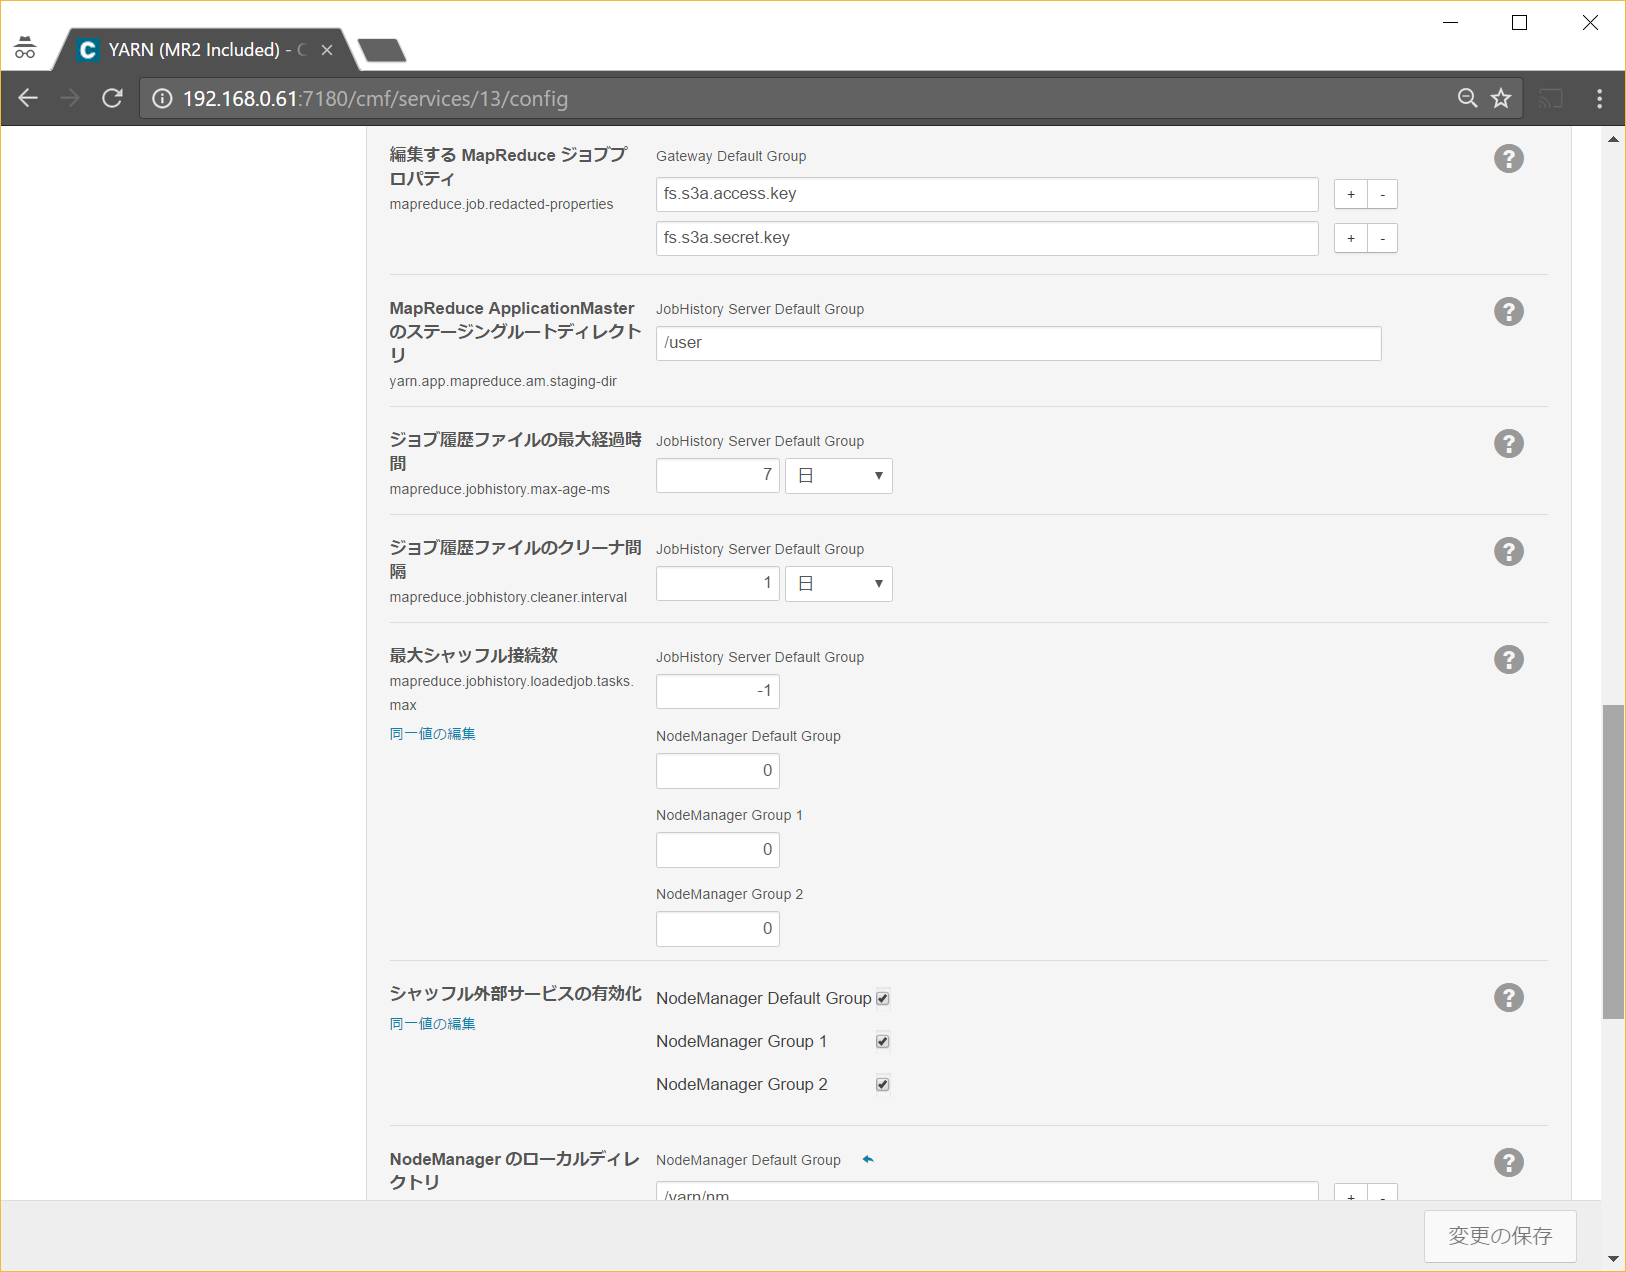 YARN (MR2 Included) - C
192.168.0.61:7180/cmf/services/13/config
編集する MapReduce ジョブプ
ロパティ
mapreduce.job.redacted-properties
Gateway Default Group
fs.s3a.access.key
+ -
fs.s3a.secret.key
+ -
MapReduce ApplicationMaster
のステージングルートディレクト
リ
yarn.app.mapreduce.am.staging-dir
JobHistory Server Default Group
/user
ジョブ履歴ファイルの最大経過時
間
mapreduce.jobhistory.max-age-ms
JobHistory Server Default Group
7 日
ジョブ履歴ファイルのクリーナ間
隔
mapreduce.jobhistory.cleaner.interval
JobHistory Server Default Group
1 日
最大シャッフル接続数
mapreduce.jobhistory.loadedjob.tasks.
max
同一値の編集
JobHistory Server Default Group
-1
NodeManager Default Group
0
NodeManager Group 1
0
NodeManager Group 2
0
シャッフル外部サービスの有効化
同一値の編集
NodeManager Default Group
NodeManager Group 1
NodeManager Group 2
NodeManager のローカルディレ
クトリ
NodeManager Default Group
/yarn/nm
+ -
変更の保存